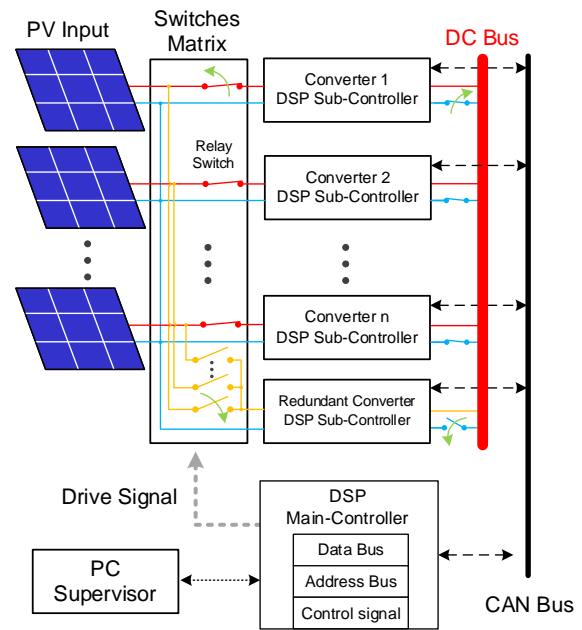 PV Input
Switches
Matrix
DC Bus
Converter 1
DSP Sub-Controller
Relay
Switch
Converter 2
DSP Sub-Controller
Converter n
DSP Sub-Controller
Redundant Converter
DSP Sub-Controller
Drive Signal
DSP
Main-Controller
Data Bus
Address Bus
Control signal
PC
Supervisor
CAN Bus